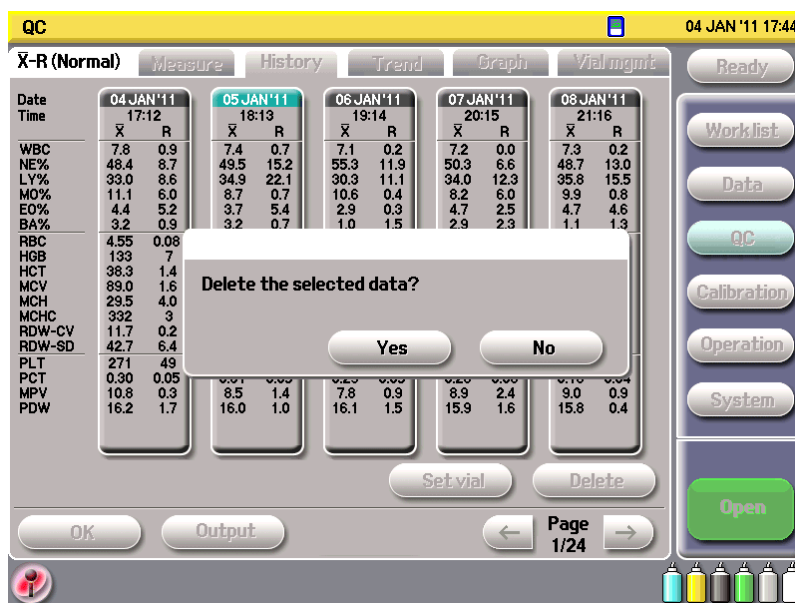 QC 04 JAN '11 17:44
X̅-R (Normal) Measure History Trend Graph Vial mgmt Ready
Date 04 JAN '11 05 JAN '11 06 JAN '11 07 JAN '11 08 JAN '11
Time 17:12 18:13 19:14 20:15 21:16
X̅ R X̅ R X̅ R X̅ R X̅ R
WBC 7.8 0.9 7.4 0.7 7.1 0.2 7.2 0.0 7.3 0.2
NE% 48.4 8.7 49.5 15.2 55.3 11.9 50.3 6.6 48.7 13.0
LY% 33.0 8.6 34.9 22.1 30.3 11.1 34.0 12.3 35.8 15.5
MO% 11.1 6.0 8.7 0.7 10.6 0.4 8.2 6.0 9.9 0.8
EO% 4.4 5.2 3.7 5.4 2.9 0.3 4.7 2.5 4.7 4.6
BA% 3.2 0.9 3.2 0.7 1.0 1.5 2.9 2.3 1.1 1.3
RBC 4.55 0.08
HGB 133 7
HCT 38.3 1.4
MCV 89.0 1.6
MCH 29.5 4.0
MCHC 332 3
RDW-CV 11.7 0.2
RDW-SD 42.7 6.4
PLT 271 49
PCT 0.30 0.05
MPV 10.8 0.3 8.5 1.4 7.8 0.9 8.9 2.4 9.0 0.9
PDW 16.2 1.7 16.0 1.0 16.1 1.5 15.9 1.6 15.8 0.4
Delete the selected data?
Yes No
Set vial Delete
OK Output ← Page →
1/24
Work list
Data
QC
Calibration
Operation
System
Open